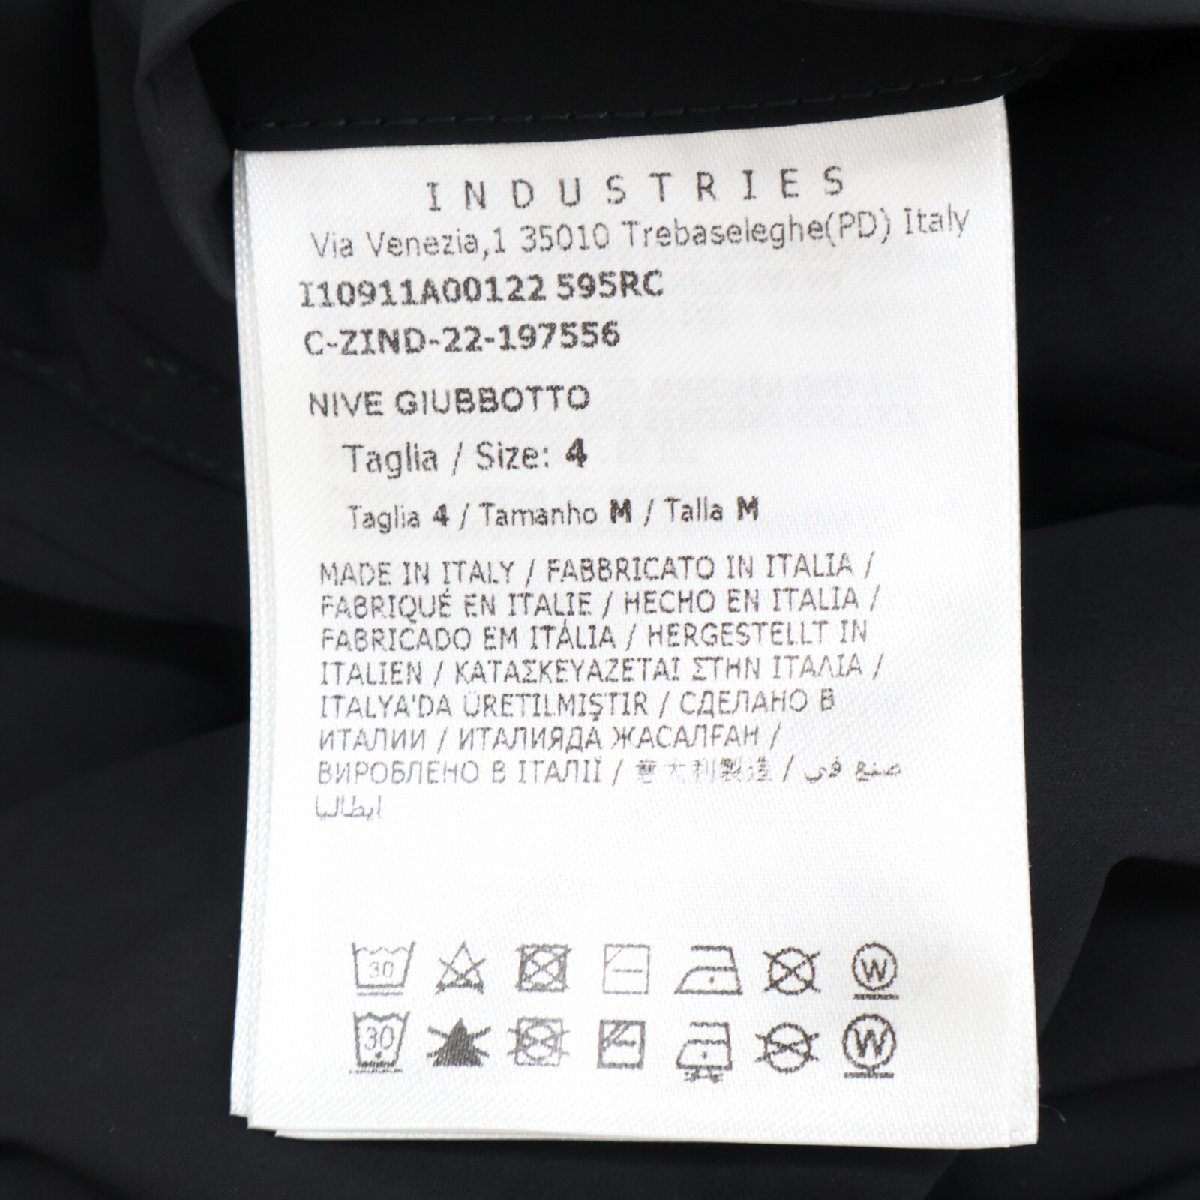 INDUSTRIES
Via Venezia,1 35010 Trebaseleghe(PD) Italy
I10911A00122 595RC
C-ZIND-22-197556
NIVE GIUBBOTTO
Taglia / Size: 4
Taglia 4 / Tamanho M / Talla M
MADE IN ITALY / FABBRICATO IN ITALIA /
FABRIQUÉ EN ITALIE / HECHO EN ITALIA /
FABRICADO EM ITÁLIA / HERGESTELLT IN
ITALIEN / ΚΑΤΑΣΚΕΥΑΖΕΤΑΙ ΣΤΗΝ ΙΤΑΛΙΑ /
ITALYA'DA ÜRETILMIŞTIR / СДЕЛАНО В
ИТАЛИИ / ИТАЛИЯДА ЖАСАЛҒАН /
ВИРОБЛЕНО В ІТАЛІЇ / 意大利製造 / صنع في
إيطاليا
30 W
30 W